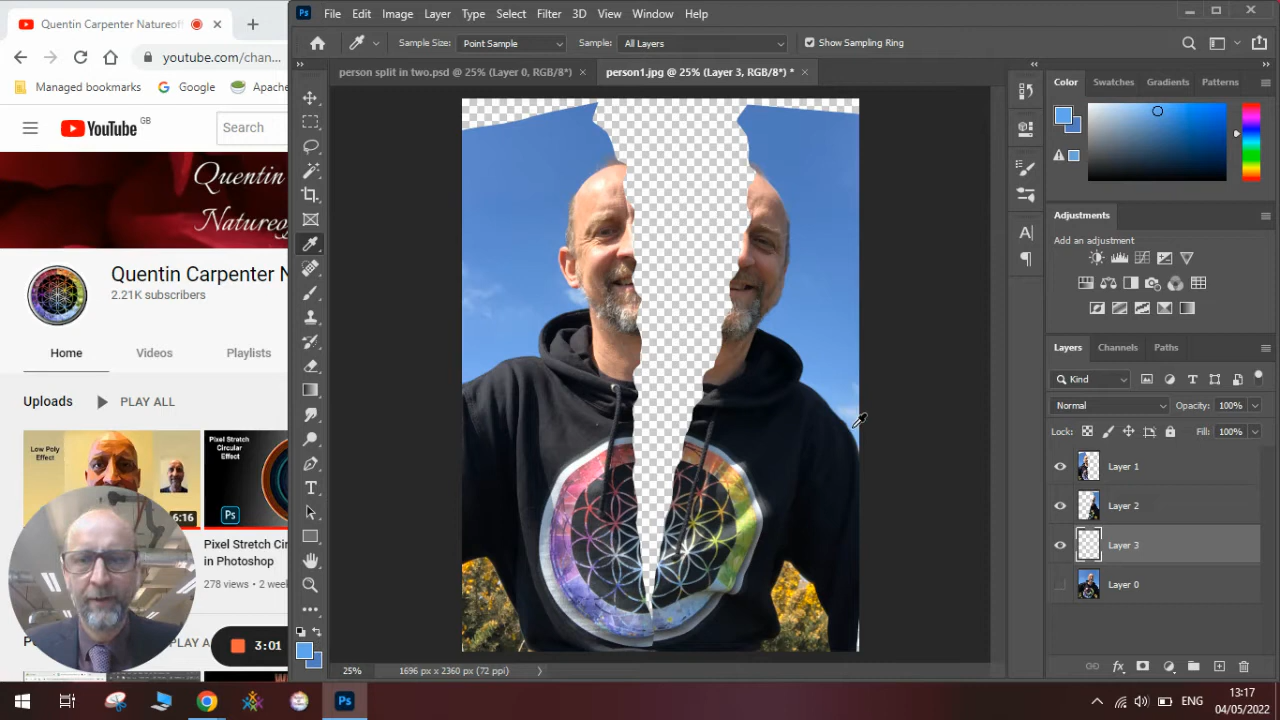 Quentin Carpenter Natureof
youtube.com/chan...
Managed bookmarks
Google
Apache
YouTube GB
Search
Quentin
Natureo
Quentin Carpenter N
2.21K subscribers
Home
Videos
Playlists
Uploads
PLAY ALL
Low Poly
Effect
6:16
Pixel Stretch
Circular
Effect
Ps
Pixel Stretch Cir
in Photoshop
278 views • 2 week
PLAY A
3:01
Ps
File
Edit
Image
Layer
Type
Select
Filter
3D
View
Window
Help
Sample Size:
Point Sample
Sample:
All Layers
Show Sampling Ring
person split in two.psd @ 25% (Layer 0, RGB/8*)
person1.jpg @ 25% (Layer 3, RGB/8*) *
25%
1696 px x 2360 px (72 ppi)
Color
Swatches
Gradients
Patterns
Adjustments
Add an adjustment
Layers
Channels
Paths
Kind
Normal
Opacity: 100%
Lock:
Fill: 100%
Layer 1
Layer 2
Layer 3
Layer 0
Ps
ENG
13:17
04/05/2022